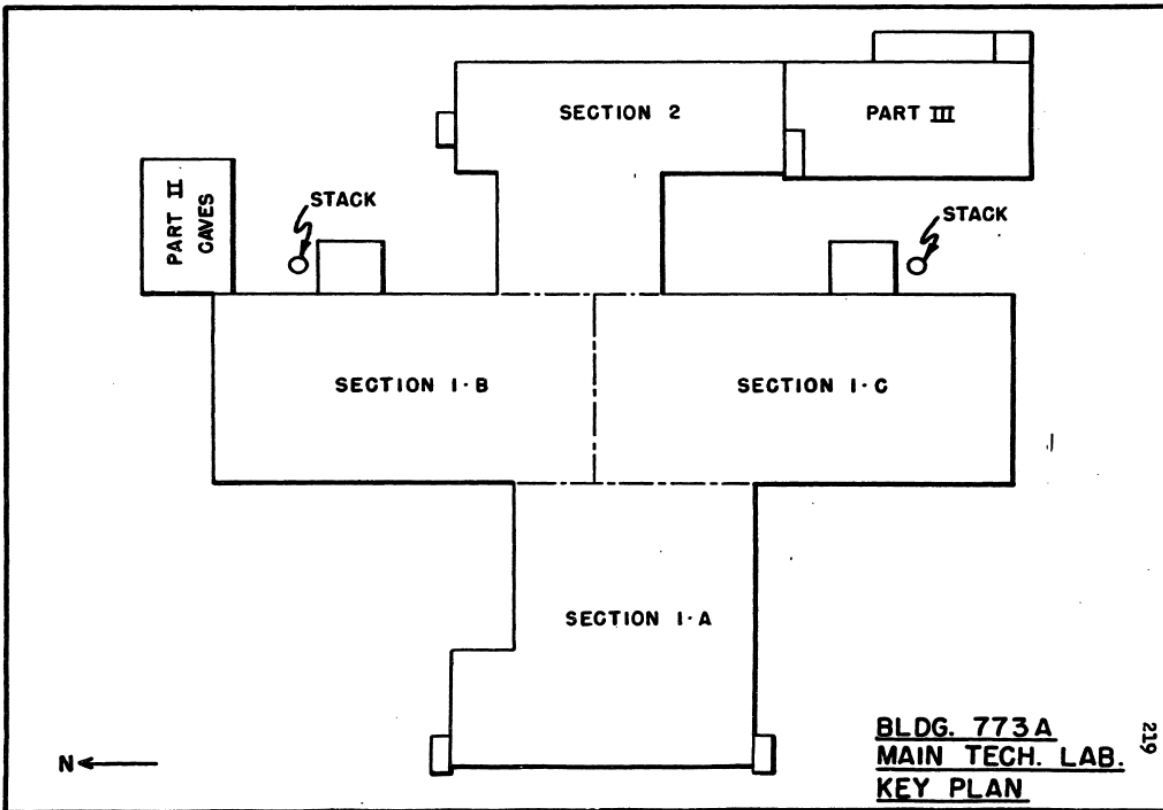 SECTION 2
PART III
PART II
CAVES
STACK
STACK
SECTION 1·B
SECTION 1·C
SECTION 1·A
N
BLDG. 773A
MAIN TECH. LAB.
KEY PLAN
219